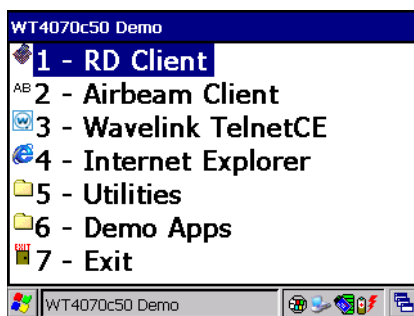 WT4070c50 Demo
1 - RD Client
AB 2 - Airbeam Client
3 - Wavelink TelnetCE
4 - Internet Explorer
5 - Utilities
6 - Demo Apps
EXIT 7 - Exit
WT4070c50 Demo